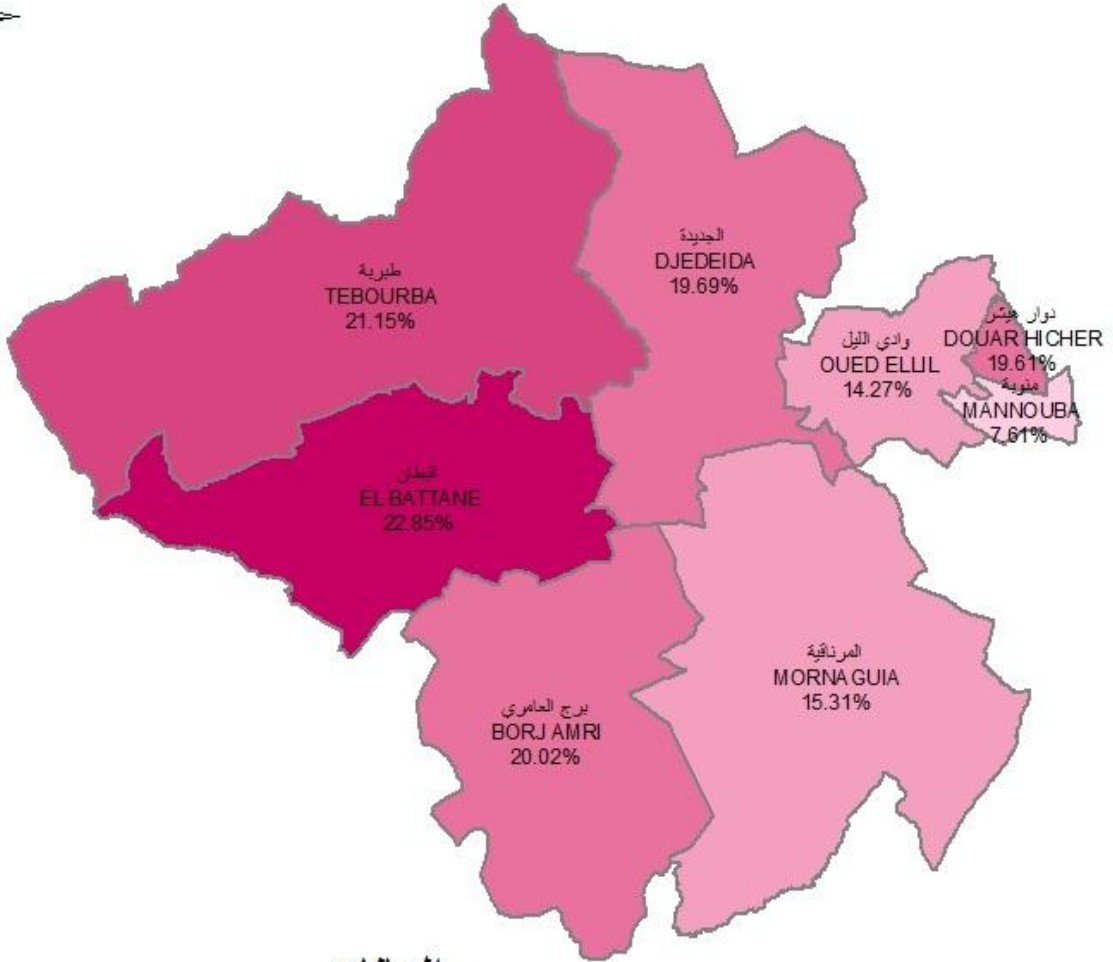 طبربة
TEBOURBA
21.15%
الجديدة
DJEDEIDA
19.69%
وادي الليل
OUED ELLIL
14.27%
دوار هيشر
DOUAR HICHER
19.61%
منوبة
MANNOUBA
7.61%
البطان
EL BATTANE
22.85%
المرناقية
MORNAGUIA
15.31%
برج العامري
BORJ AMRI
20.02%